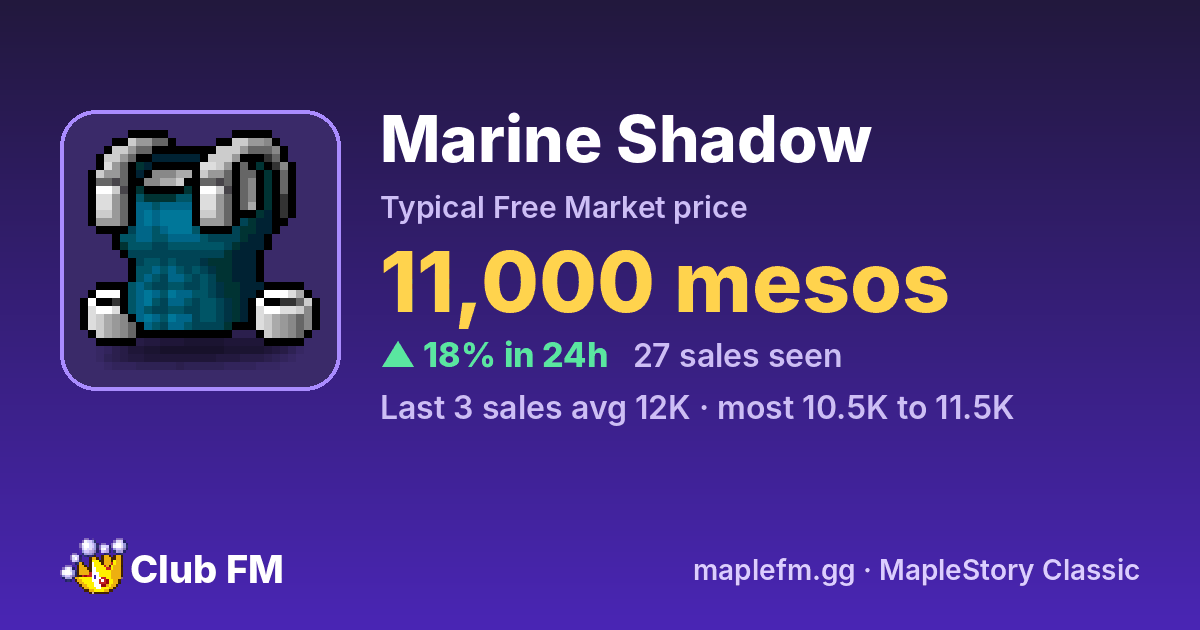 Marine Shadow
Typical Free Market price
11,000 mesos
▲ 18% in 24h 27 sales seen
Last 3 sales avg 12K · most 10.5K to 11.5K
Club FM
maplefm.gg · MapleStory Classic